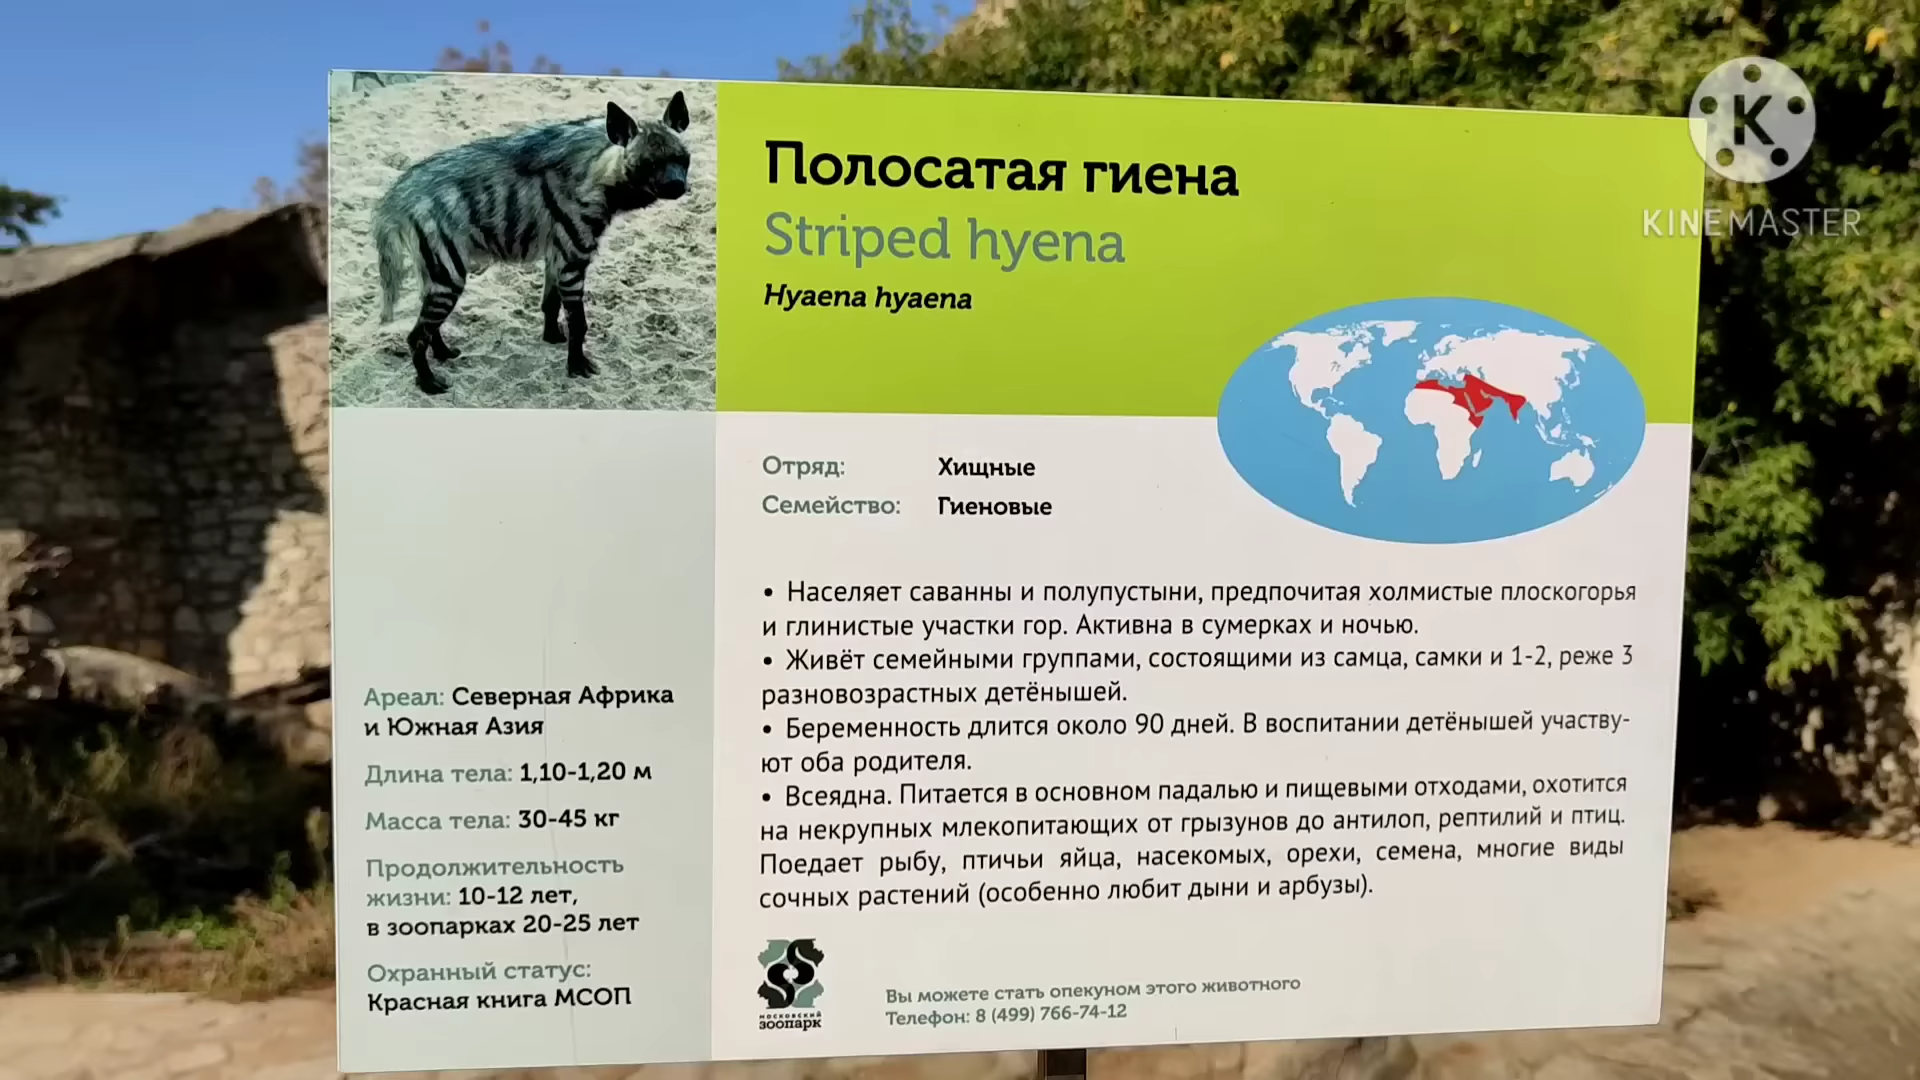 Полосатая гиена
Striped hyena
Hyaena hyaena
KINEMASTER
Отряд: Хищные
Семейство: Гиеновые
• Населяет саванны и полупустыни, предпочитая холмистые плоскогорья
и глинистые участки гор. Активна в сумерках и ночью.
• Живёт семейными группами, состоящими из самца, самки и 1-2, реже 3
разновозрастных детёнышей.
• Беременность длится около 90 дней. В воспитании детёнышей участву-
ют оба родителя.
• Всеядна. Питается в основном падалью и пищевыми отходами, охотится
на некрупных млекопитающих от грызунов до антилоп, рептилий и птиц.
Поедает рыбу, птичьи яйца, насекомых, орехи, семена, многие виды
сочных растений (особенно любит дыни и арбузы).
Ареал: Северная Африка
и Южная Азия
Длина тела: 1,10-1,20 м
Масса тела: 30-45 кг
Продолжительность
жизни: 10-12 лет,
в зоопарках 20-25 лет
Охранный статус:
Красная книга МСОП
МОСКОВСКИЙ
ЗООПАРК
Вы можете стать опекуном этого животного
Телефон: 8 (499) 766-74-12